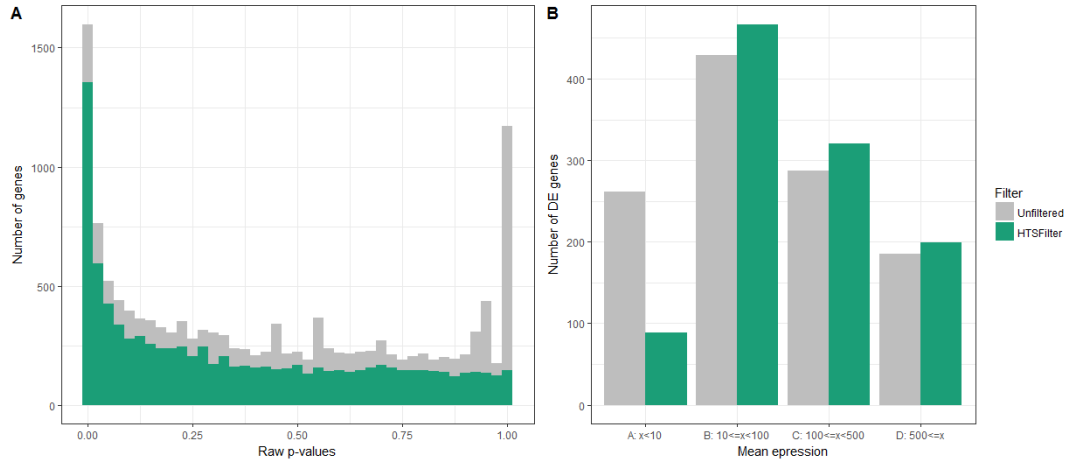 A
1500
1000
500
0
Number of genes
0.00
0.25
0.50
0.75
1.00
Raw p-values
B
400
300
200
100
0
Number of DE genes
A: x<10
B: 10<=x<100
C: 100<=x<500
D: 500<=x
Mean epression
Filter
Unfiltered
HTSFilter